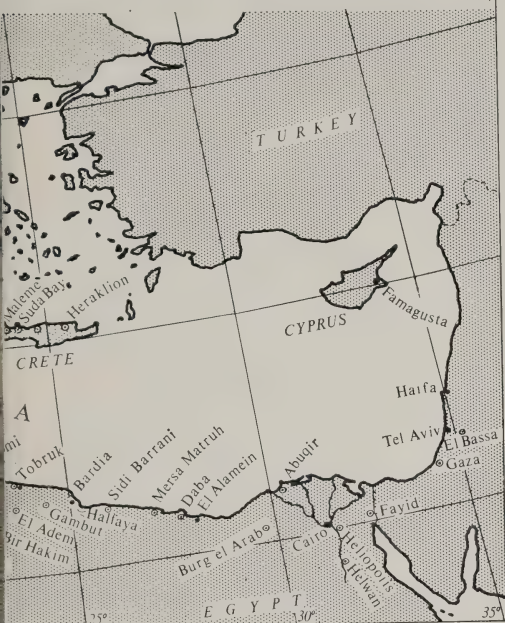 TURKEY
Maleme
Suda Bay
Heraklion
CRETE
CYPRUS
Famagusta
A
Haifa
Tel Aviv
El Bassa
Gaza
Tobruk
Bardia
Sidi Barrani
Mersa Matruh
Daba
El Alamein
Abuqir
Gambut
Halfaya
El Adem
Bir Hakim
Burg el Arab
Cairo
Fayid
Heliopolis
Helwan
EGYPT
25°
30°
35°